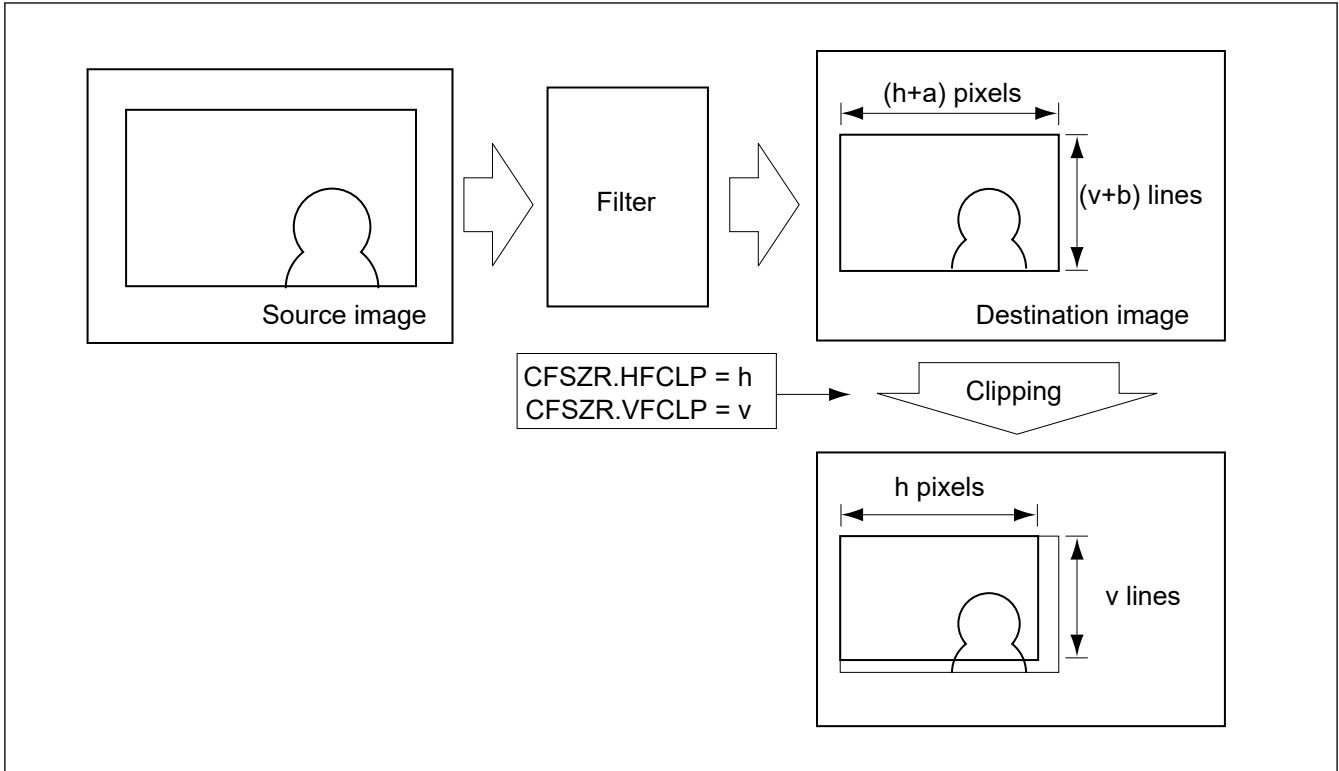 (h+a) pixels
(v+b) lines
Filter
Source image
Destination image
CFSZR.HFCLP = h
CFSZR.VFCLP = v
Clipping
h pixels
v lines